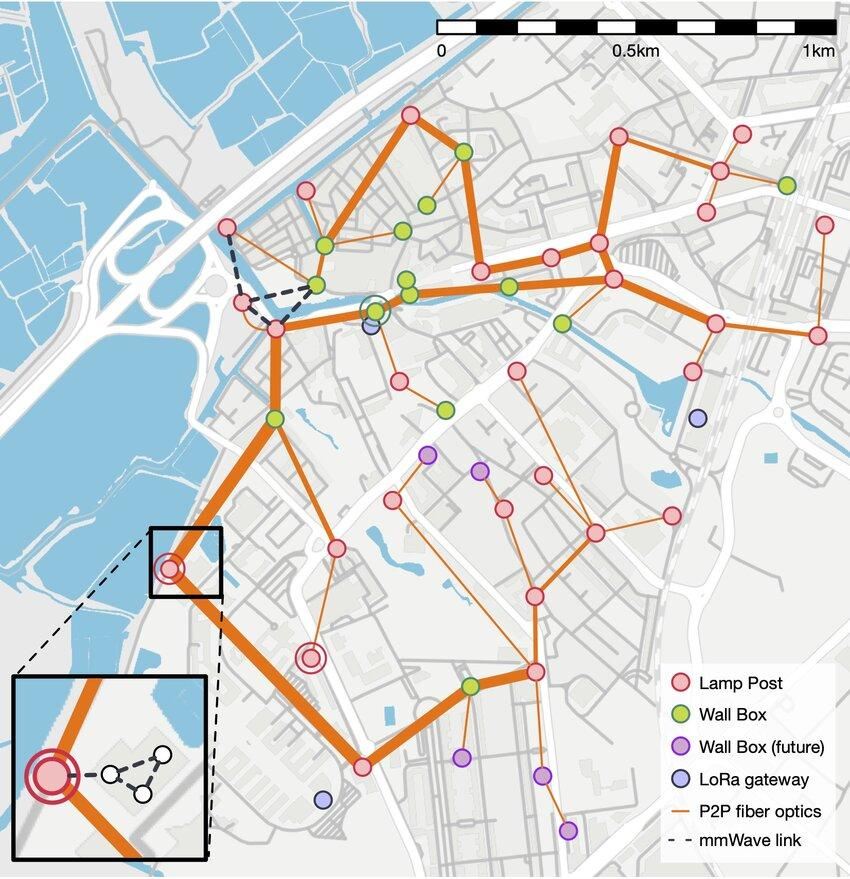 0 0.5km 1km
Lamp Post
Wall Box
Wall Box (future)
LoRa gateway
P2P fiber optics
mmWave link